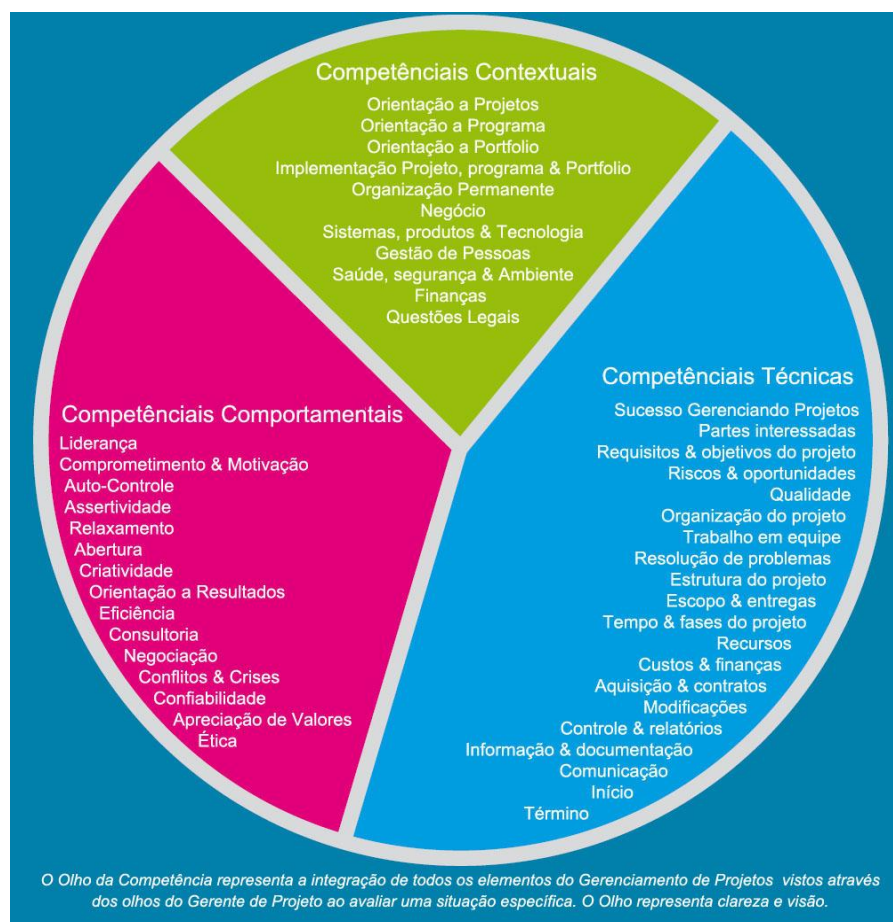 Competênciais Contextuais
Orientação a Projetos
Orientação a Programa
Orientação a Portfolio
Implementação Projeto, programa & Portfolio
Organização Permanente
Negócio
Sistemas, produtos & Tecnologia
Gestão de Pessoas
Saúde, segurança & Ambiente
Finanças
Questões Legais
Competênciais Comportamentais
Liderança
Comprometimento & Motivação
Auto-Controle
Assertividade
Relaxamento
Abertura
Criatividade
Orientação a Resultados
Eficiência
Consultoria
Negociação
Conflitos & Crises
Confiabilidade
Apreciação de Valores
Ética
Competênciais Técnicas
Sucesso Gerenciando Projetos
Partes interessadas
Requisitos & objetivos do projeto
Riscos & oportunidades
Qualidade
Organização do projeto
Trabalho em equipe
Resolução de problemas
Estrutura do projeto
Escopo & entregas
Tempo & fases do projeto
Recursos
Custos & finanças
Aquisição & contratos
Modificações
Controle & relatórios
Informação & documentação
Comunicação
Início
Término
O Olho da Competência representa a integração de todos os elementos do Gerenciamento de Projetos vistos através
dos olhos do Gerente de Projeto ao avaliar uma situação específica. O Olho representa clareza e visão.